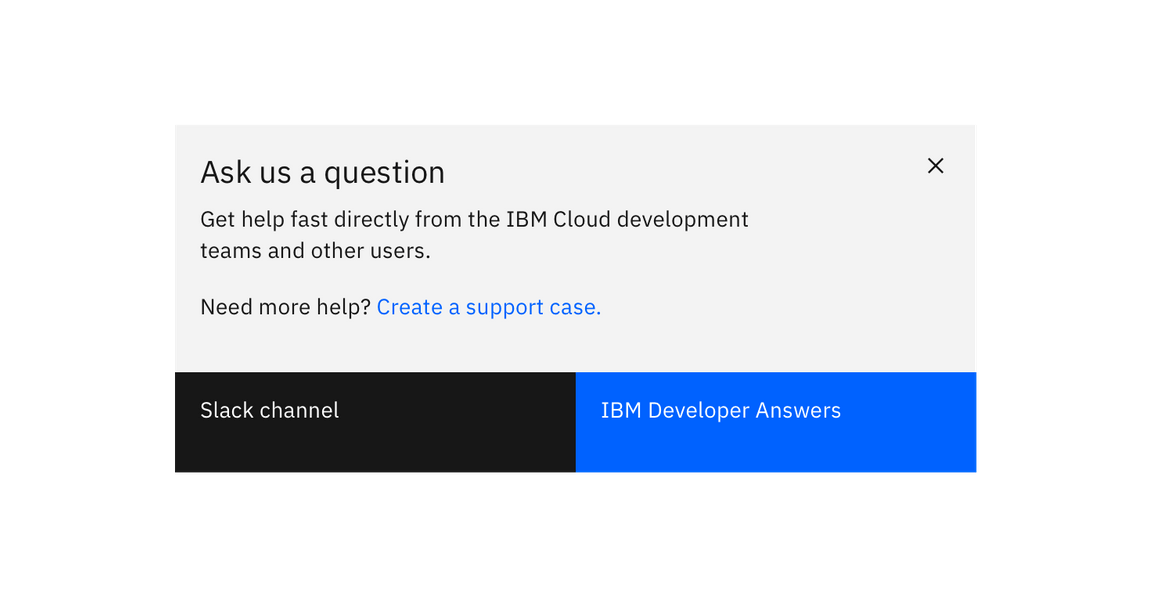 Ask us a question
Get help fast directly from the IBM Cloud development
teams and other users.
Need more help? Create a support case.
Slack channel
IBM Developer Answers